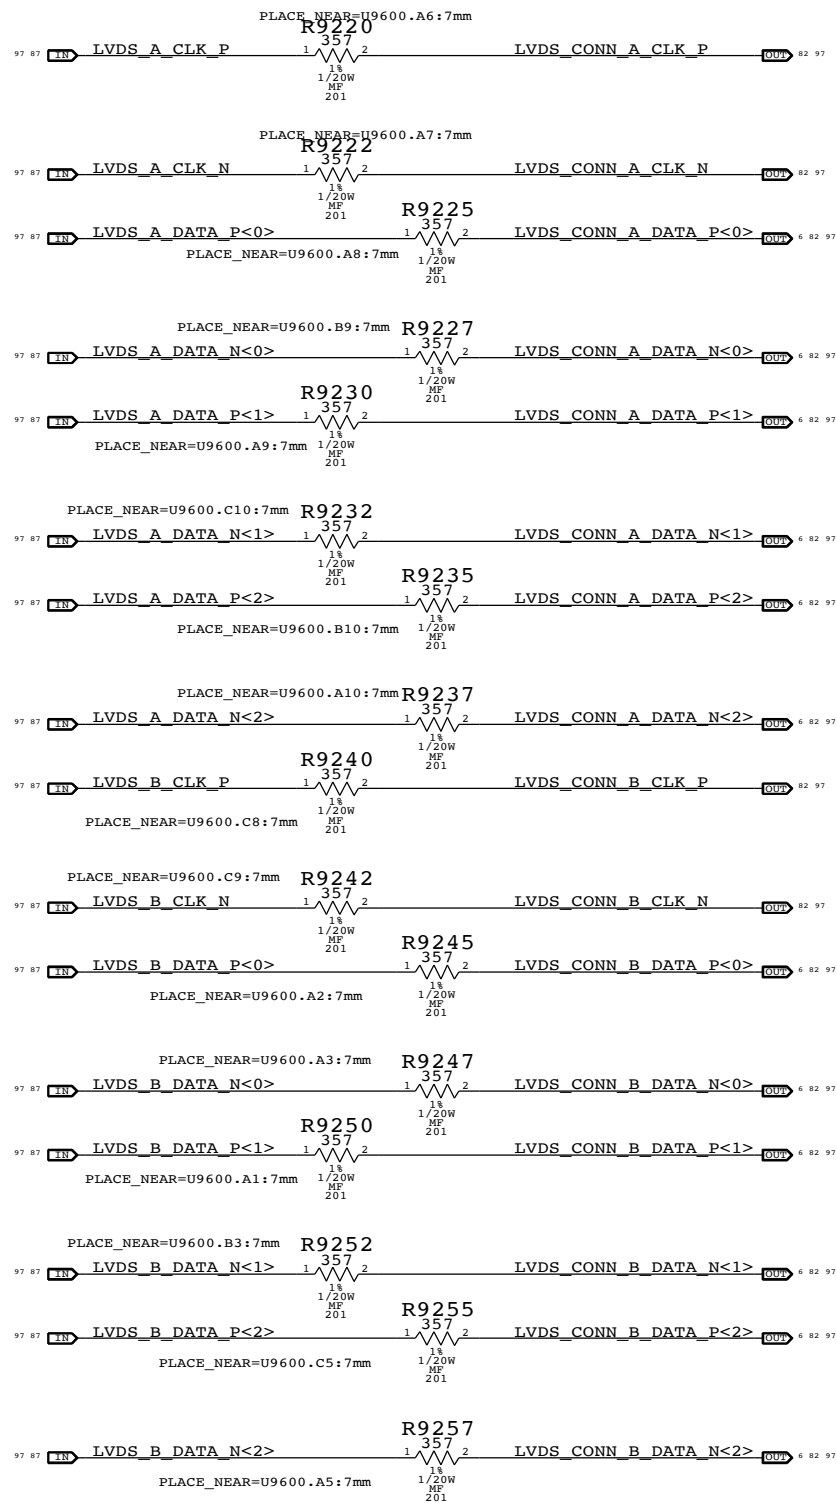 PLACE_NEAR=U9600.A6:7mm
R9220
357
97 87 IN LVDS_A_CLK_P 1 2 LVDS_CONN_A_CLK_P OUT 82 97
1%
1/20W
MF
201
PLACE_NEAR=U9600.A7:7mm
R9222
357
97 87 IN LVDS_A_CLK_N 1 2 LVDS_CONN_A_CLK_N OUT 82 97
1%
1/20W
MF
201
R9225
357
97 87 IN LVDS_A_DATA_P<0> 1 2 LVDS_CONN_A_DATA_P<0> OUT 6 82 97
PLACE_NEAR=U9600.A8:7mm
1%
1/20W
MF
201
PLACE_NEAR=U9600.B9:7mm R9227
357
97 87 IN LVDS_A_DATA_N<0> 1 2 LVDS_CONN_A_DATA_N<0> OUT 6 82 97
1%
1/20W
MF
201
R9230
357
97 87 IN LVDS_A_DATA_P<1> 1 2 LVDS_CONN_A_DATA_P<1> OUT 6 82 97
1%
PLACE_NEAR=U9600.A9:7mm 1/20W
MF
201
PLACE_NEAR=U9600.C10:7mm R9232
357
97 87 IN LVDS_A_DATA_N<1> 1 2 LVDS_CONN_A_DATA_N<1> OUT 6 82 97
1%
1/20W
MF
201
R9235
357
97 87 IN LVDS_A_DATA_P<2> 1 2 LVDS_CONN_A_DATA_P<2> OUT 6 82 97
1%
PLACE_NEAR=U9600.B10:7mm 1/20W
MF
201
PLACE_NEAR=U9600.A10:7mm R9237
357
97 87 IN LVDS_A_DATA_N<2> 1 2 LVDS_CONN_A_DATA_N<2> OUT 6 82 97
1%
1/20W
MF
201
R9240
357
97 87 IN LVDS_B_CLK_P 1 2 LVDS_CONN_B_CLK_P OUT 82 97
1%
1/20W
PLACE_NEAR=U9600.C8:7mm MF
201
PLACE_NEAR=U9600.C9:7mm R9242
357
97 87 IN LVDS_B_CLK_N 1 2 LVDS_CONN_B_CLK_N OUT 82 97
1%
1/20W
MF
201
R9245
357
97 87 IN LVDS_B_DATA_P<0> 1 2 LVDS_CONN_B_DATA_P<0> OUT 6 82 97
1%
PLACE_NEAR=U9600.A2:7mm 1/20W
MF
201
PLACE_NEAR=U9600.A3:7mm R9247
357
97 87 IN LVDS_B_DATA_N<0> 1 2 LVDS_CONN_B_DATA_N<0> OUT 6 82 97
1%
1/20W
MF
201
R9250
357
97 87 IN LVDS_B_DATA_P<1> 1 2 LVDS_CONN_B_DATA_P<1> OUT 6 82 97
1%
PLACE_NEAR=U9600.A1:7mm 1/20W
MF
201
PLACE_NEAR=U9600.B3:7mm R9252
357
97 87 IN LVDS_B_DATA_N<1> 1 2 LVDS_CONN_B_DATA_N<1> OUT 6 82 97
1%
1/20W
MF
201
R9255
357
97 87 IN LVDS_B_DATA_P<2> 1 2 LVDS_CONN_B_DATA_P<2> OUT 6 82 97
1%
PLACE_NEAR=U9600.C5:7mm 1/20W
MF
201
R9257
357
97 87 IN LVDS_B_DATA_N<2> 1 2 LVDS_CONN_B_DATA_N<2> OUT 6 82 97
1%
PLACE_NEAR=U9600.A5:7mm 1/20W
MF
201